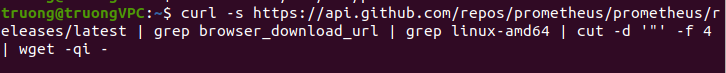 truong@truongVPC:~$ curl -s https://api.github.com/repos/prometheus/prometheus/r
eleases/latest | grep browser_download_url | grep linux-amd64 | cut -d '"' -f 4
| wget -qi -